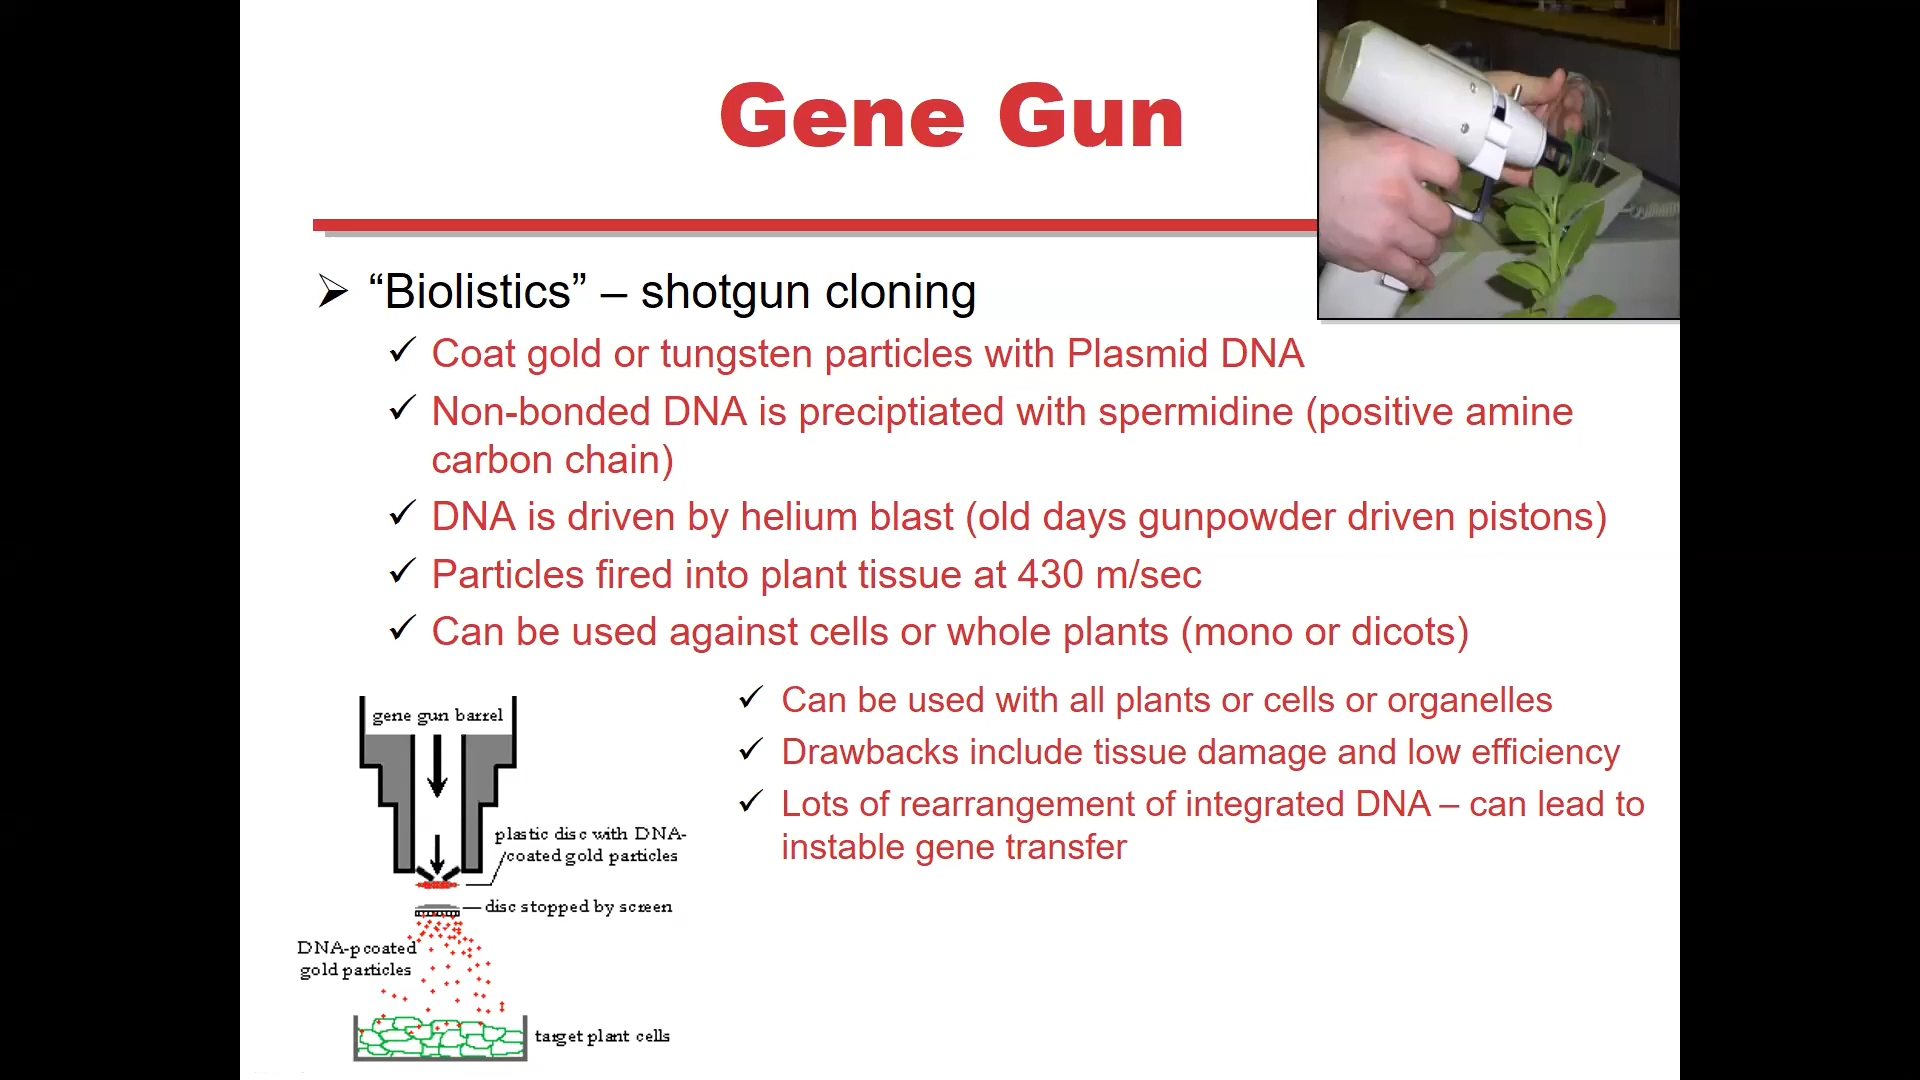 Gene Gun
“Biolistics” – shotgun cloning
Coat gold or tungsten particles with Plasmid DNA
Non-bonded DNA is preciptiated with spermidine (positive amine
carbon chain)
DNA is driven by helium blast (old days gunpowder driven pistons)
Particles fired into plant tissue at 430 m/sec
Can be used against cells or whole plants (mono or dicots)
Can be used with all plants or cells or organelles
Drawbacks include tissue damage and low efficiency
Lots of rearrangement of integrated DNA – can lead to
instable gene transfer
gene gun barrel
plastic disc with DNA-
coated gold particles
disc stopped by screen
DNA-pcoated
gold particles
target plant cells